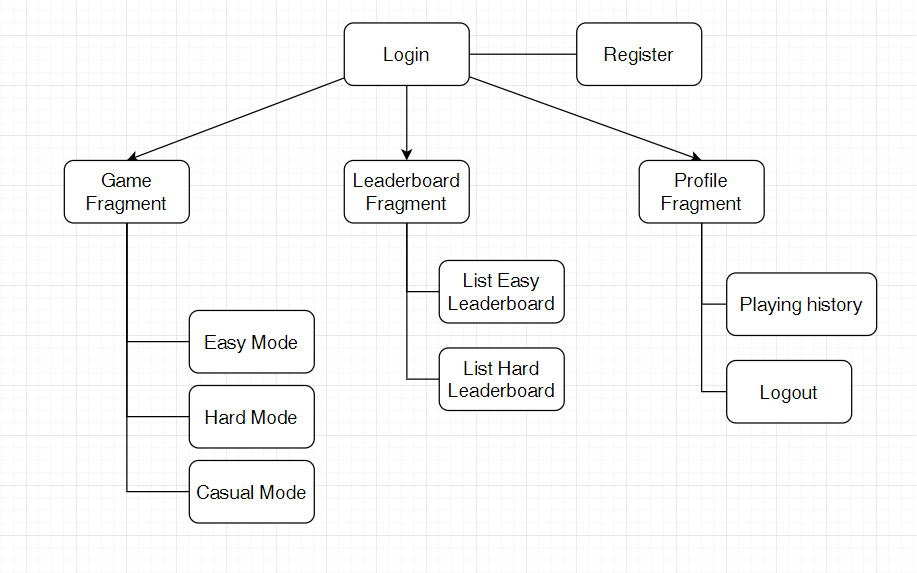 Login
Register
Game
Fragment
Leaderboard
Fragment
Profile
Fragment
Easy Mode
Hard Mode
Casual Mode
List Easy
Leaderboard
List Hard
Leaderboard
Playing history
Logout